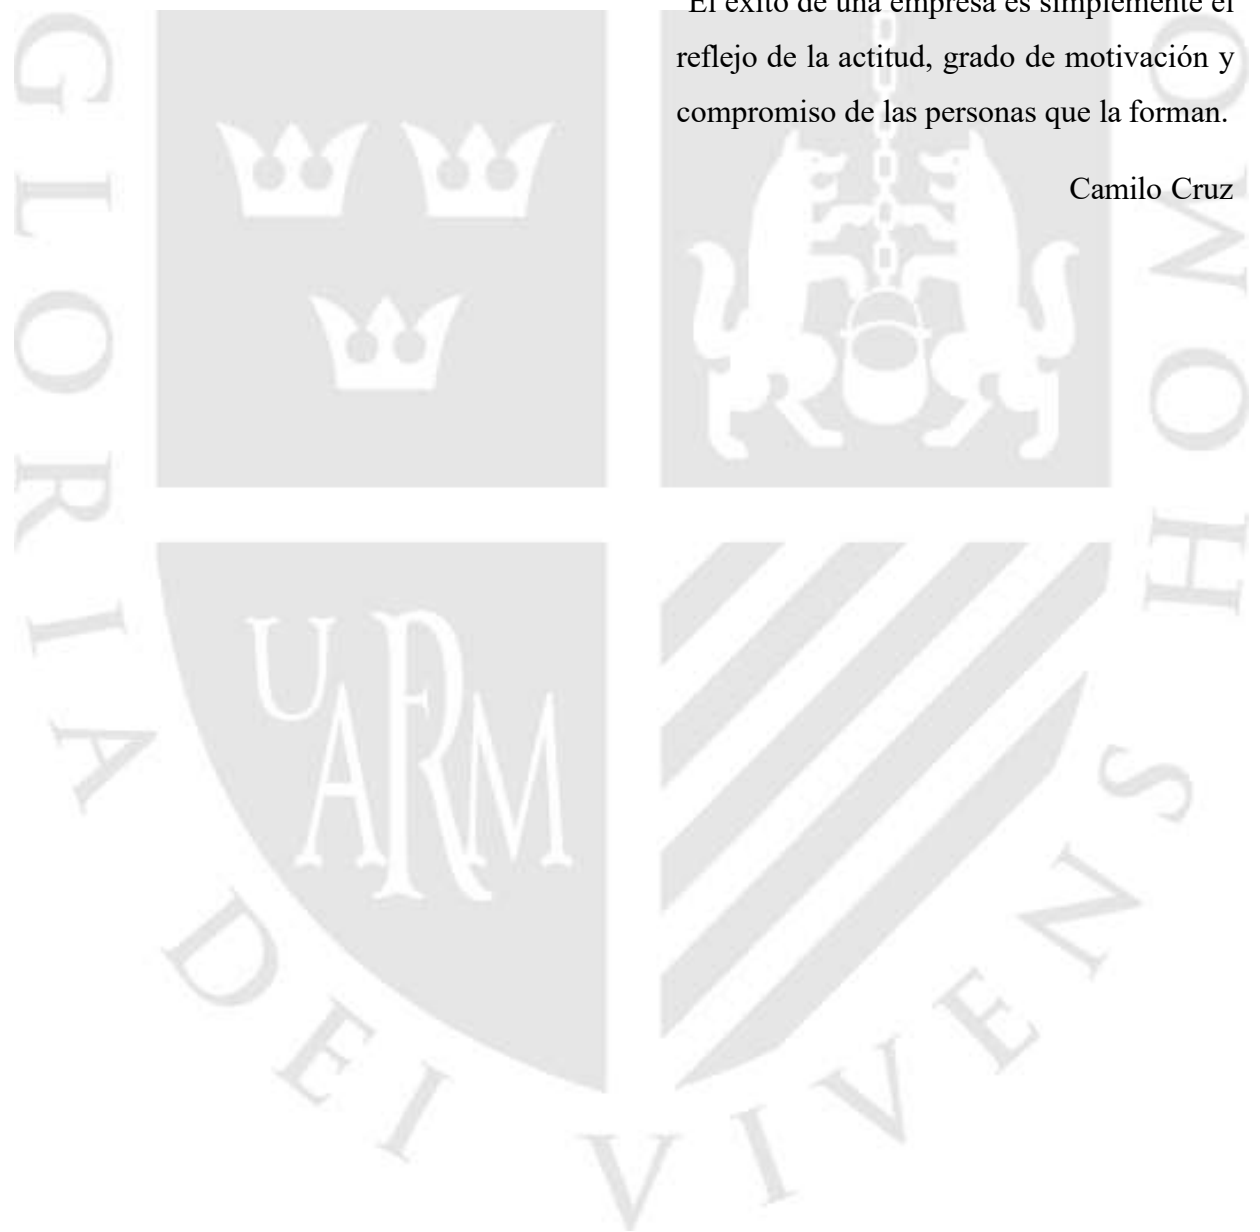 El éxito de una empresa es simplemente el
reflejo de la actitud, grado de motivación y
compromiso de las personas que la forman.
Camilo Cruz
GLORIA DEI VIVENS HOMO
UARM